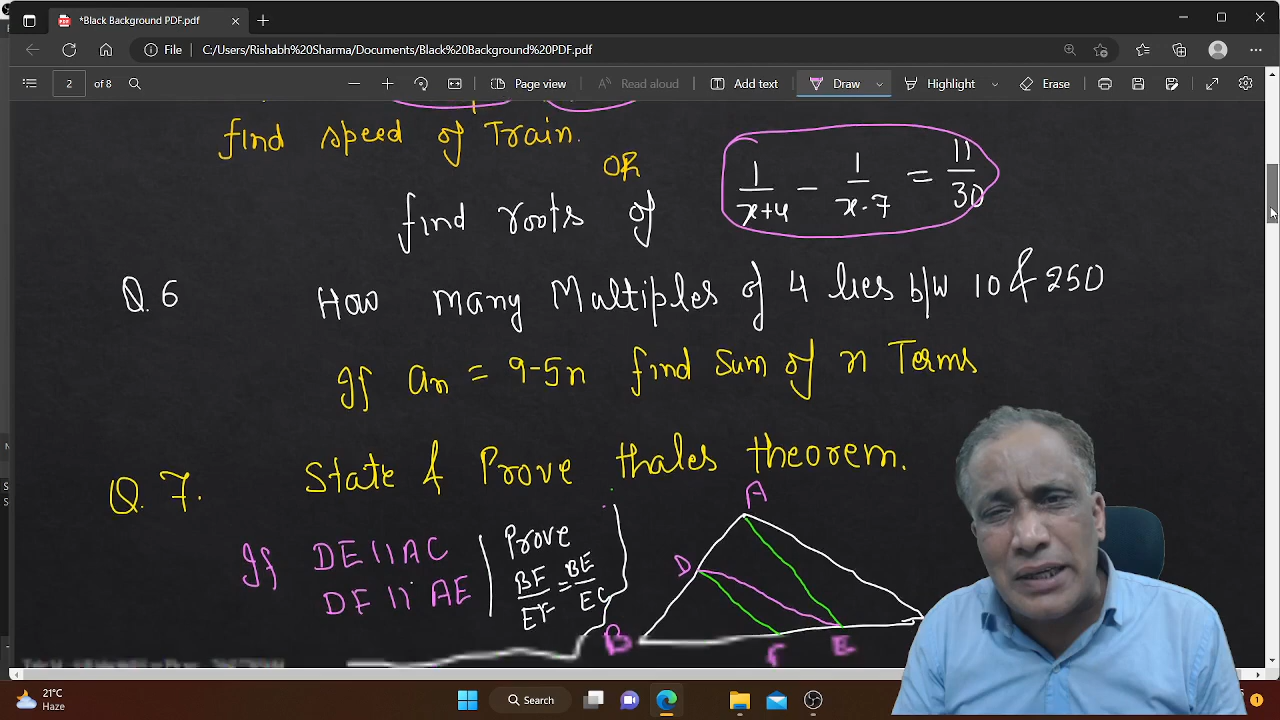 *Black Background PDF.pdf
File C:/Users/Rishabh%20Sharma/Documents/Black%20Background%20PDF.pdf
2 of 8 Page view Read aloud Add text Draw Highlight Erase
find speed of Train.
OR
find roots of 1/x+4 - 1/x-7 = 11/30
Q.6 How many Multiples of 4 lies b/w 10 & 250
If an = 9-5n find sum of n Terms
Q.7. State & Prove thales theorem.
A
If DE||AC Prove
DF || AE BF/EF = BE/EC
D
B F E
21°C
Haze
Search
1